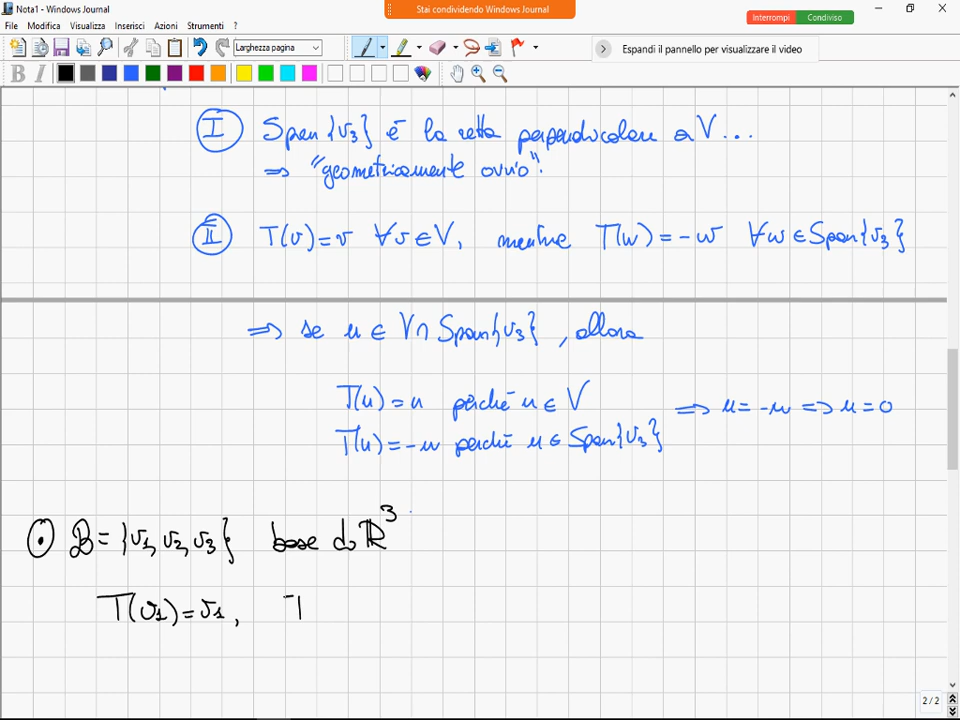 Nota1 - Windows Journal
Stai condividendo Windows Journal
Interrompi Condiviso
File Modifica Visualizza Inserisci Azioni Strumenti ?
Larghezza pagina
Espandi il pannello per visualizzare il video
B I
I Span{v3} è la retta perpendicolare a V...
⇒ "geometricamente ovvio".
II T(v)=v ∀v∈V, mentre T(w)=-w ∀w∈Span{v3}
⇒ se u∈V∩Span{v3}, allora
T(u)=u perché u∈V
⇒ u=-u ⇒ u=0
T(u)=-u perché u∈Span{v3}
⊙ B={v1,v2,v3} base di ℝ³
T(v1)=v1, T
2 / 2